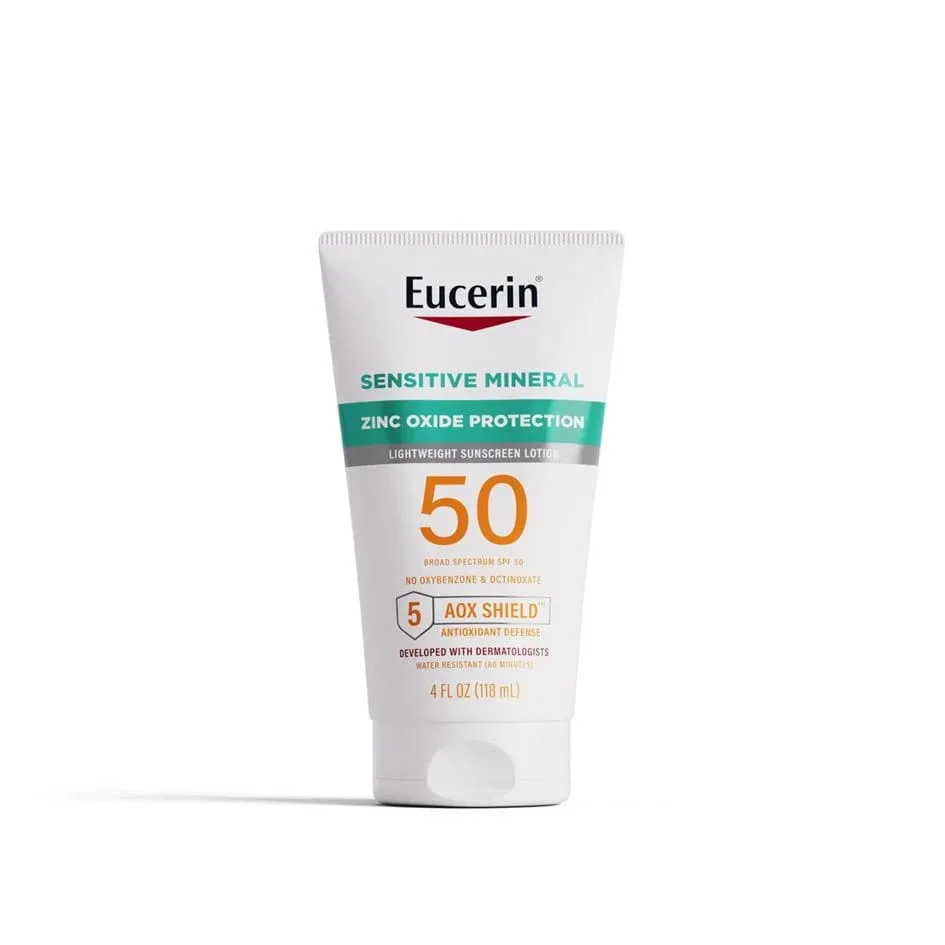 Eucerin®
SENSITIVE MINERAL
ZINC OXIDE PROTECTION
LIGHTWEIGHT SUNSCREEN LOTION
50
BROAD SPECTRUM SPF 50
NO OXYBENZONE & OCTINOXATE
5 AOX SHIELD™
ANTIOXIDANT DEFENSE
DEVELOPED WITH DERMATOLOGISTS
WATER RESISTANT (80 MINUTES)
4 FL OZ (118 mL)